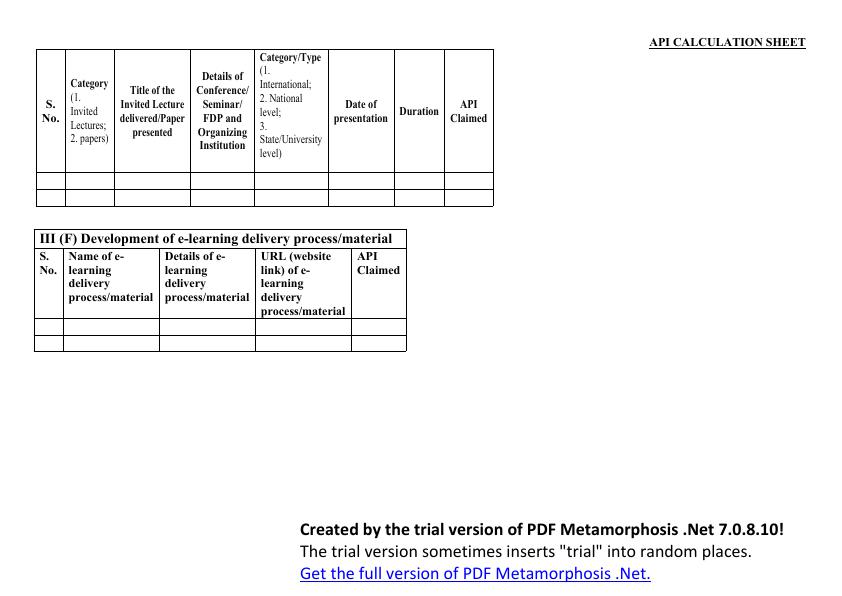 API CALCULATION SHEET
S.
No.
Category
(1.
Invited
Lectures;
2. papers)
Title of the
Invited Lecture
delivered/Paper
presented
Details of
Conference/
Seminar/
FDP and
Organizing
Institution
Category/Type
(1.
International;
2. National
level;
3.
State/University
level)
Date of
presentation
Duration
API
Claimed
III (F) Development of e-learning delivery process/material
S.
No.
Name of e-
learning
delivery
process/material
Details of e-
learning
delivery
process/material
URL (website
link) of e-
learning
delivery
process/material
API
Claimed
Created by the trial version of PDF Metamorphosis .Net 7.0.8.10!
The trial version sometimes inserts "trial" into random places.
Get the full version of PDF Metamorphosis .Net.